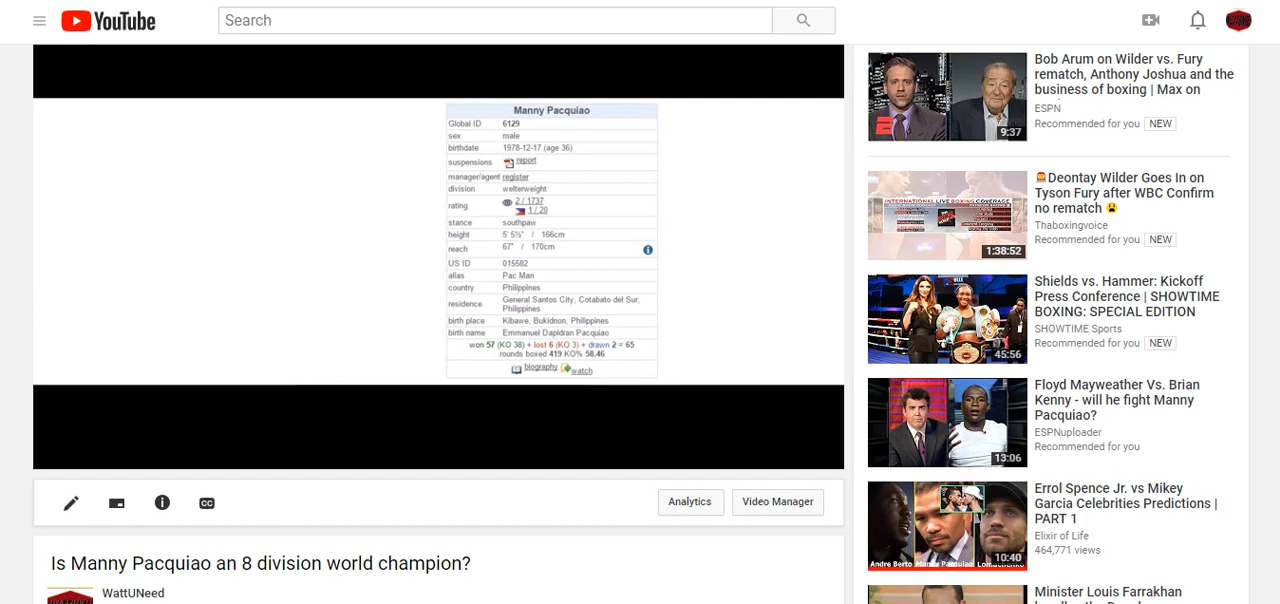 YouTube
Search
Manny Pacquiao
Global ID 6129
sex male
birthdate 1978-12-17 (age 36)
suspensions report
manager/agent register
division welterweight
rating 2 / 1737
1 / 20
stance southpaw
height 5' 5½" / 166cm
reach 67" / 170cm
US ID 015582
alias Pac Man
country Philippines
residence General Santos City, Cotabato del Sur,
Philippines
birth place Kibawe, Bukidnon, Philippines
birth name Emmanuel Dapidran Pacquiao
won 57 (KO 38) + lost 6 (KO 3) + drawn 2 = 65
rounds boxed 419 KO% 58.46
biography watch
CC
Analytics
Video Manager
Is Manny Pacquiao an 8 division world champion?
WattUNeed
9:37
Bob Arum on Wilder vs. Fury
rematch, Anthony Joshua and the
business of boxing | Max on
ESPN
Recommended for you NEW
INTERNATIONAL LIVE BOXING COVERAGE
1:38:52
Deontay Wilder Goes In on
Tyson Fury after WBC Confirm
no rematch
Thaboxingvoice
Recommended for you NEW
45:56
Shields vs. Hammer: Kickoff
Press Conference | SHOWTIME
BOXING: SPECIAL EDITION
SHOWTIME Sports
Recommended for you NEW
13:06
Floyd Mayweather Vs. Brian
Kenny - will he fight Manny
Pacquiao?
ESPNuploader
Recommended for you
10:40
Andre Berto Manny Pacquiao Lomachenko
Errol Spence Jr. vs Mikey
Garcia Celebrities Predictions |
PART 1
Elixir of Life
464,771 views
Minister Louis Farrakhan